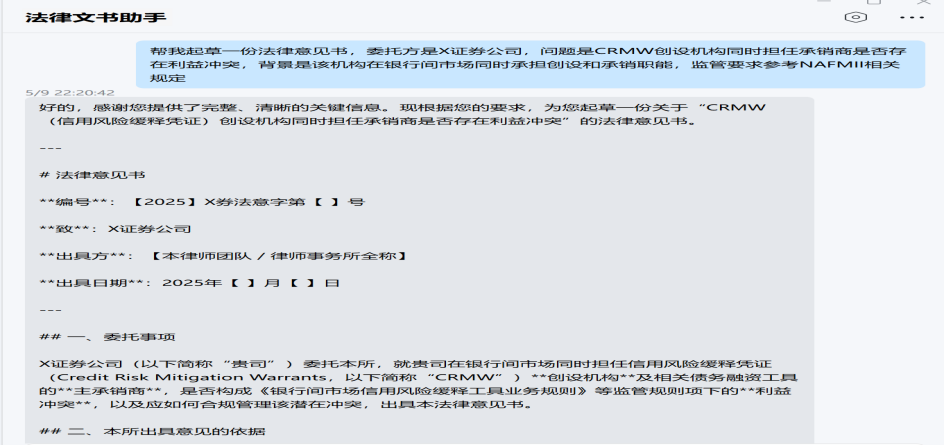 法律文书助手
帮我起草一份法律意见书，委托方是X证券公司，问题是CRMW创设机构同时担任承销商是否存
在利益冲突，背景是该机构在银行间市场同时承担创设和承销职能，监管要求参考NAFMII相关
规定
5/9 22:20:42
好的，感谢您提供了完整、清晰的关键信息。现根据您的要求，为您起草一份关于“CRMW
（信用风险缓释凭证）创设机构同时担任承销商是否存在利益冲突”的法律意见书。
---
# 法律意见书
**编号**：【2025】X券法意字第【 】号
**致**：X证券公司
**出具方**：【本律师团队 / 律师事务所全称】
**出具日期**：2025年【 】月【 】日
---
## 一、委托事项
X证券公司（以下简称“贵司”）委托本所，就贵司在银行间市场同时担任信用风险缓释凭证
（Credit Risk Mitigation Warrants，以下简称“CRMW”）**创设机构**及相关债务融资工具
的**主承销商**，是否构成《银行间市场信用风险缓释工具业务规则》等监管规则项下的**利益
冲突**，以及应如何合规管理该潜在冲突，出具本法律意见书。
## 二、本所出具意见的依据